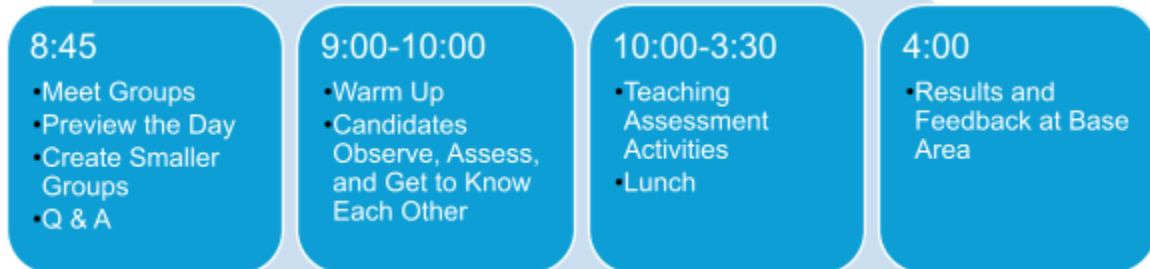 8:45
•Meet Groups
•Preview the Day
•Create Smaller
Groups
•Q & A
9:00-10:00
•Warm Up
•Candidates
Observe, Assess,
and Get to Know
Each Other
10:00-3:30
•Teaching
Assessment
Activities
•Lunch
4:00
•Results and
Feedback at Base
Area